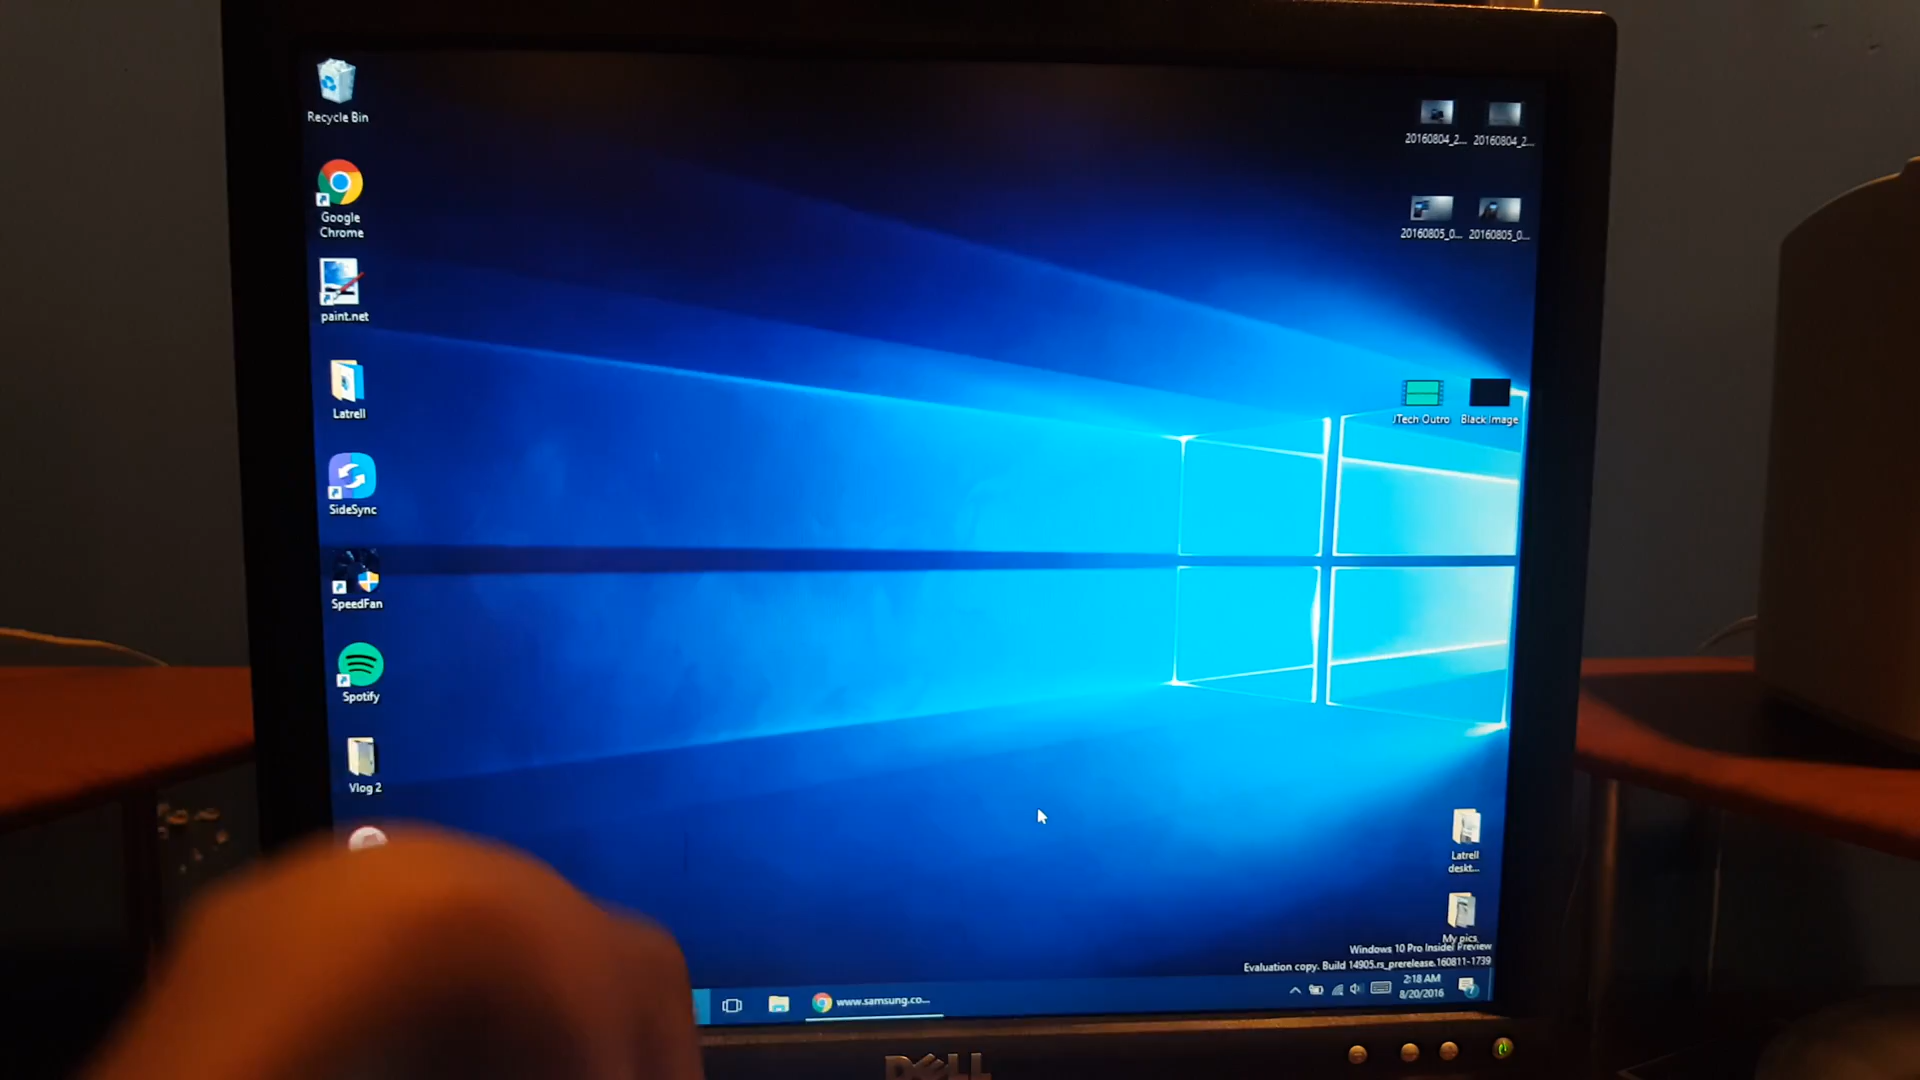 Recycle Bin
Google
Chrome
paint.net
Latrell
SideSync
SpeedFan
Spotify
Vlog 2
20160804_2...
20160804_2...
20160805_0...
20160805_0...
JTech Outro
Black Image
Latrell
deskt...
My pics
Windows 10 Pro Insider Preview
Evaluation copy. Build 14905.rs_prerelease.160811-1739
www.samsung.co...
2:18 AM
8/20/2016
DELL